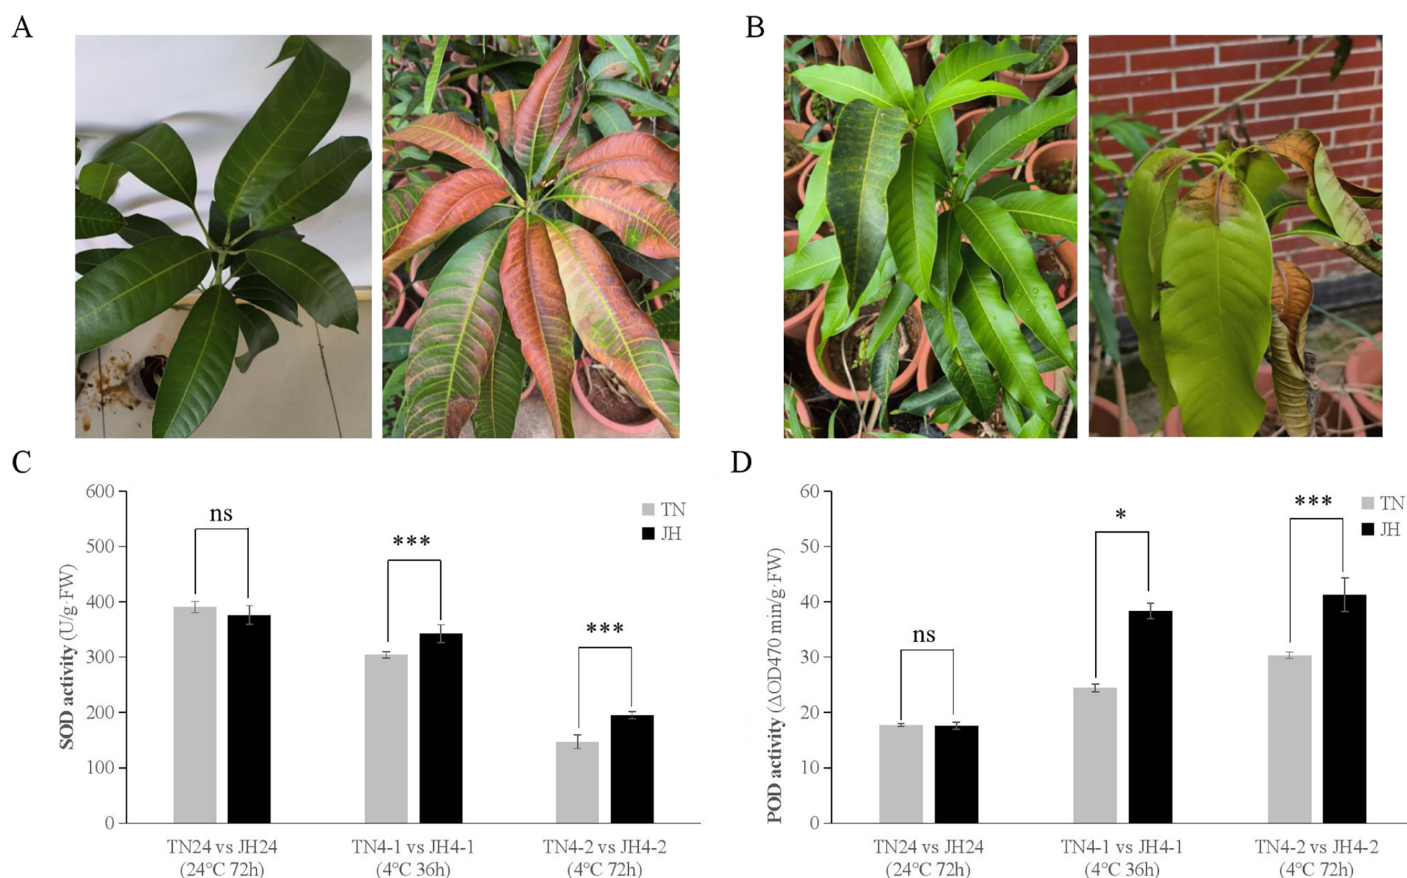 A
B
C
SOD activity (U/g·FW)
600
500
400
300
200
100
0
ns
***
***
TN
JH
TN24 vs JH24
(24°C 72h)
TN4-1 vs JH4-1
(4°C 36h)
TN4-2 vs JH4-2
(4°C 72h)
D
POD activity (ΔOD470 min/g·FW)
60
50
40
30
20
10
0
ns
*
***
TN
JH
TN24 vs JH24
(24°C 72h)
TN4-1 vs JH4-1
(4°C 36h)
TN4-2 vs JH4-2
(4°C 72h)